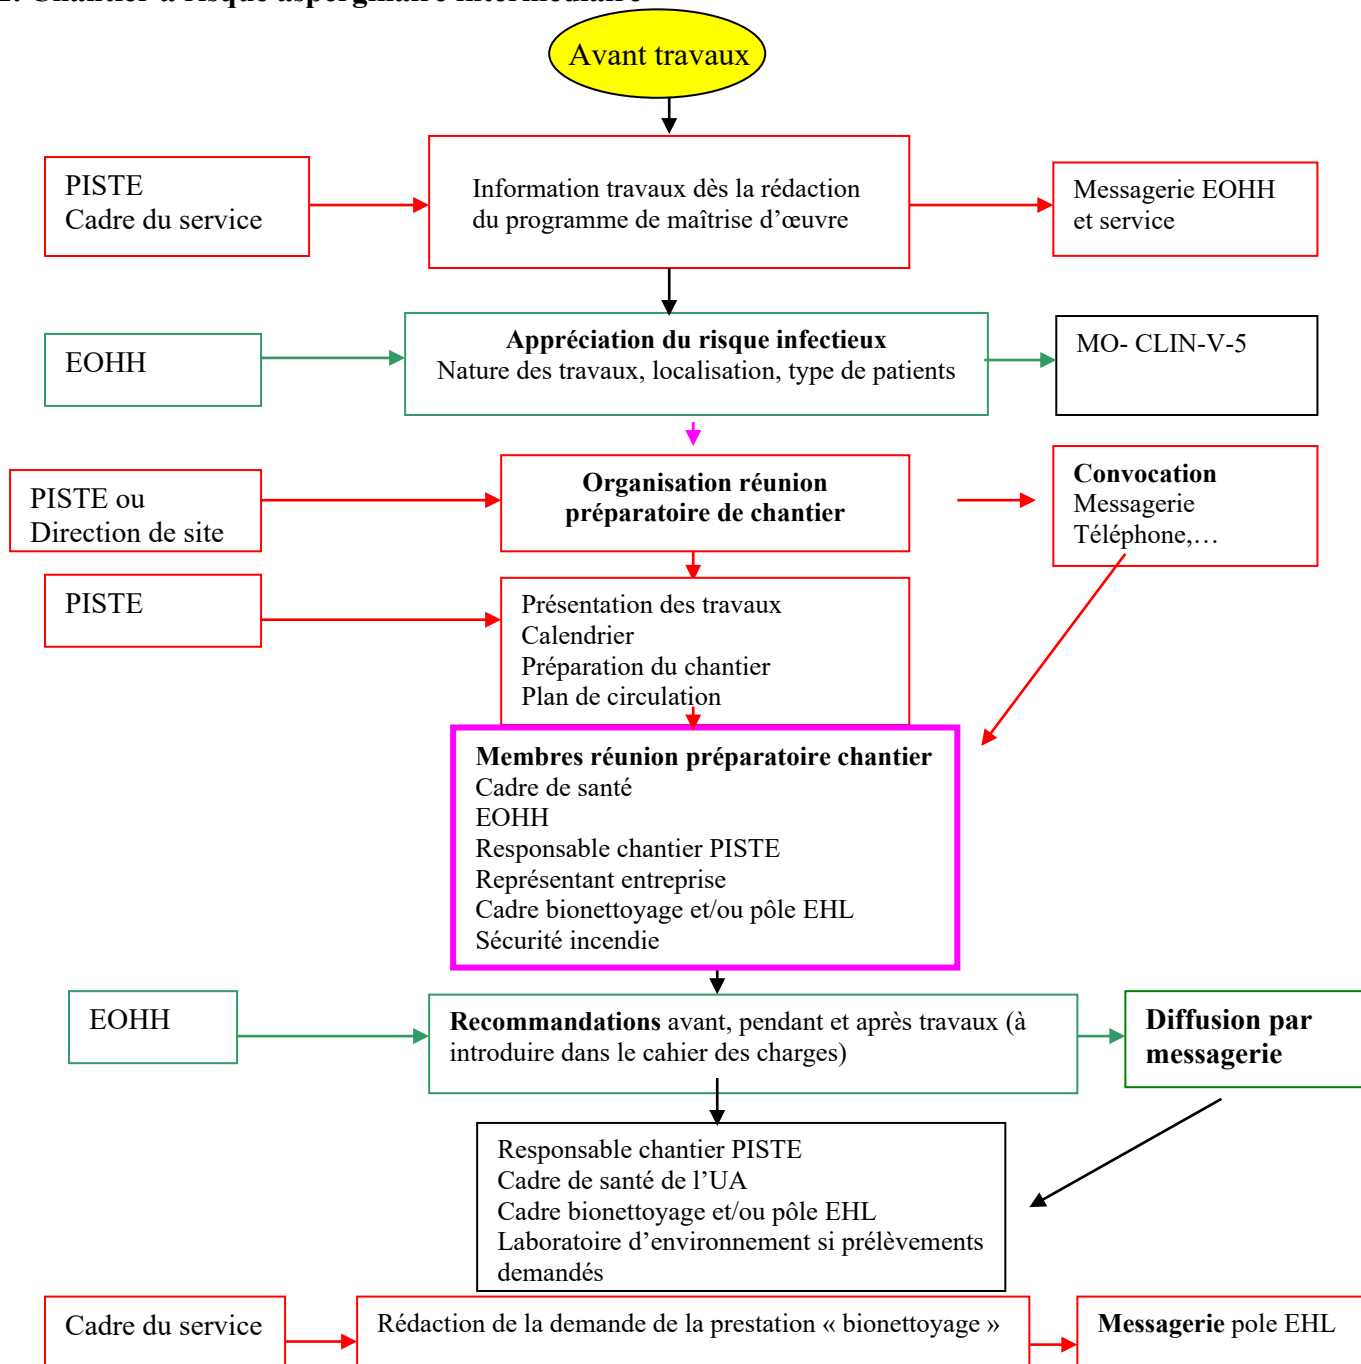 Chantier à risque aspergillaire intermédiaire
Avant travaux
PISTE
Cadre du service
Information travaux dès la rédaction
du programme de maîtrise d’œuvre
Messagerie EOHH
et service
EOHH
Appréciation du risque infectieux
Nature des travaux, localisation, type de patients
MO- CLIN-V-5
PISTE ou
Direction de site
Organisation réunion
préparatoire de chantier
Convocation
Messagerie
Téléphone,…
PISTE
Présentation des travaux
Calendrier
Préparation du chantier
Plan de circulation
Membres réunion préparatoire chantier
Cadre de santé
EOHH
Responsable chantier PISTE
Représentant entreprise
Cadre bionettoyage et/ou pôle EHL
Sécurité incendie
EOHH
Recommandations avant, pendant et après travaux (à
introduire dans le cahier des charges)
Diffusion par
messagerie
Responsable chantier PISTE
Cadre de santé de l’UA
Cadre bionettoyage et/ou pôle EHL
Laboratoire d’environnement si prélèvements
demandés
Cadre du service
Rédaction de la demande de la prestation « bionettoyage »
Messagerie pole EHL